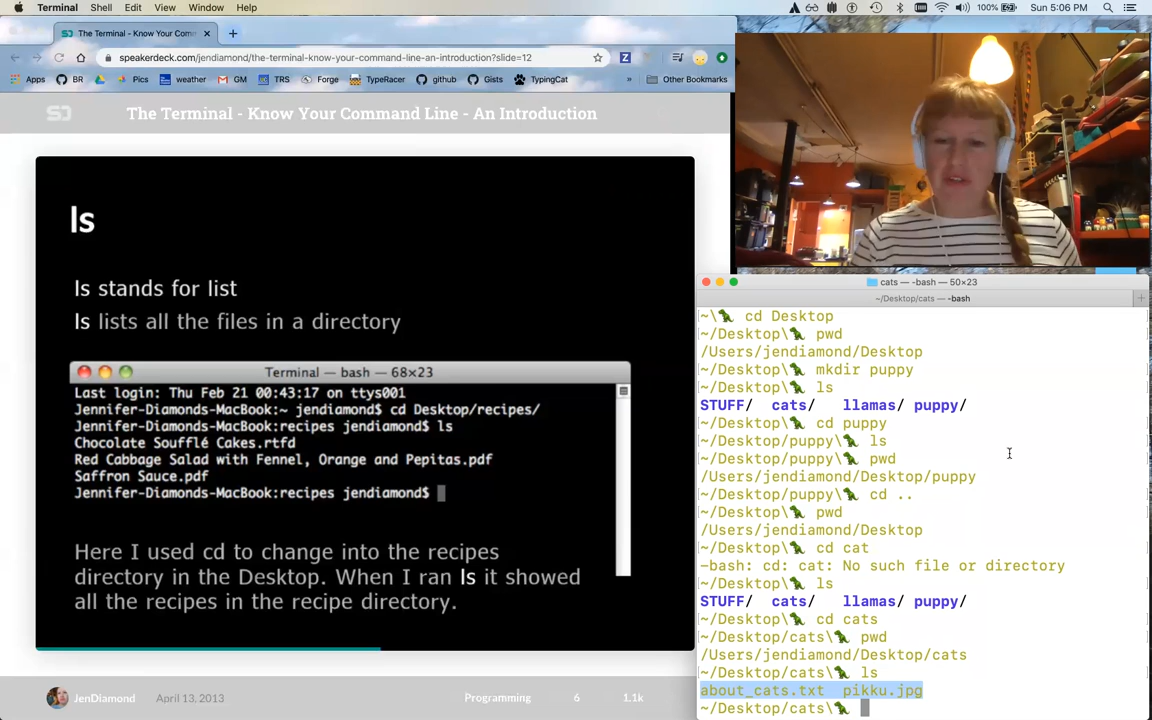 Terminal Shell Edit View Window Help 100% Sun 5:06 PM
The Terminal - Know Your Comm
speakerdeck.com/jendiamond/the-terminal-know-your-command-line-an-introduction?slide=12
Apps BR Pics weather GM TRS Forge TypeRacer github Gists TypingCat » Other Bookmarks
The Terminal - Know Your Command Line - An Introduction
ls
ls stands for list
ls lists all the files in a directory
Terminal — bash — 68×23
Last login: Thu Feb 21 00:43:17 on ttys001
Jennifer-Diamonds-MacBook:~ jendiamond$ cd Desktop/recipes/
Jennifer-Diamonds-MacBook:recipes jendiamond$ ls
Chocolate Soufflé Cakes.rtfd
Red Cabbage Salad with Fennel, Orange and Pepitas.pdf
Saffron Sauce.pdf
Jennifer-Diamonds-MacBook:recipes jendiamond$
Here I used cd to change into the recipes
directory in the Desktop. When I ran ls it showed
all the recipes in the recipe directory.
JenDiamond April 13, 2013 Programming 6 1.1k
cats — -bash — 50×23
~/Desktop/cats — -bash
~\🦖 cd Desktop
~/Desktop\🦖 pwd
/Users/jendiamond/Desktop
~/Desktop\🦖 mkdir puppy
~/Desktop\🦖 ls
STUFF/ cats/ llamas/ puppy/
~/Desktop\🦖 cd puppy
~/Desktop/puppy\🦖 ls
~/Desktop/puppy\🦖 pwd
/Users/jendiamond/Desktop/puppy
~/Desktop/puppy\🦖 cd ..
~/Desktop\🦖 pwd
/Users/jendiamond/Desktop
~/Desktop\🦖 cd cat
-bash: cd: cat: No such file or directory
~/Desktop\🦖 ls
STUFF/ cats/ llamas/ puppy/
~/Desktop\🦖 cd cats
~/Desktop/cats\🦖 pwd
/Users/jendiamond/Desktop/cats
~/Desktop/cats\🦖 ls
about_cats.txt pikku.jpg
~/Desktop/cats\🦖